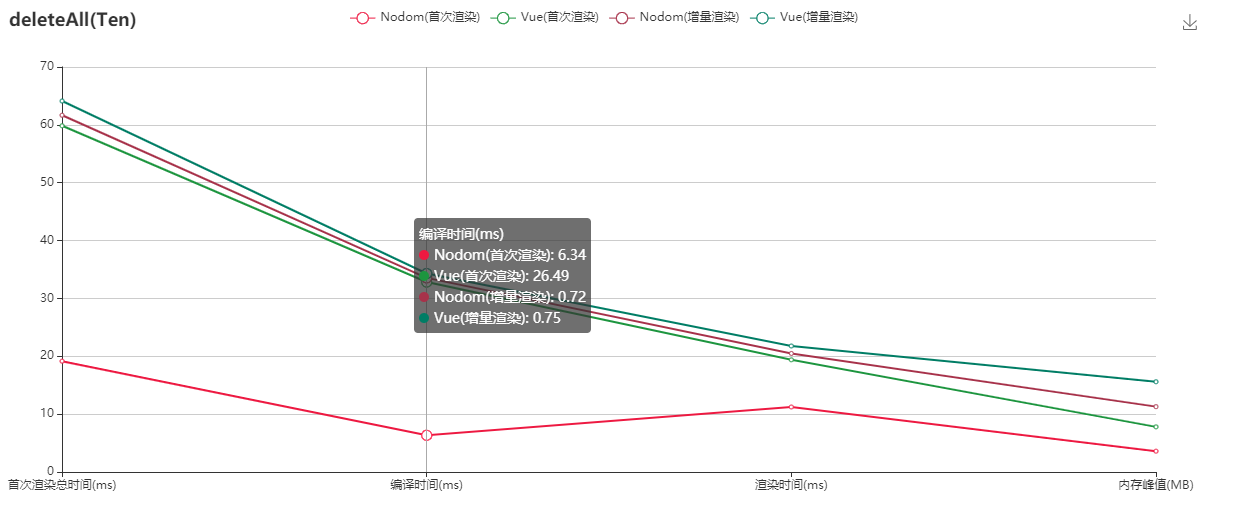 deleteAll(Ten)
Nodom(首次渲染) Vue(首次渲染) Nodom(增量渲染) Vue(增量渲染)
70
60
50
40
30
20
10
0
编译时间(ms)
Nodom(首次渲染): 6.34
Vue(首次渲染): 26.49
Nodom(增量渲染): 0.72
Vue(增量渲染): 0.75
首次渲染总时间(ms) 编译时间(ms) 渲染时间(ms) 内存峰值(MB)